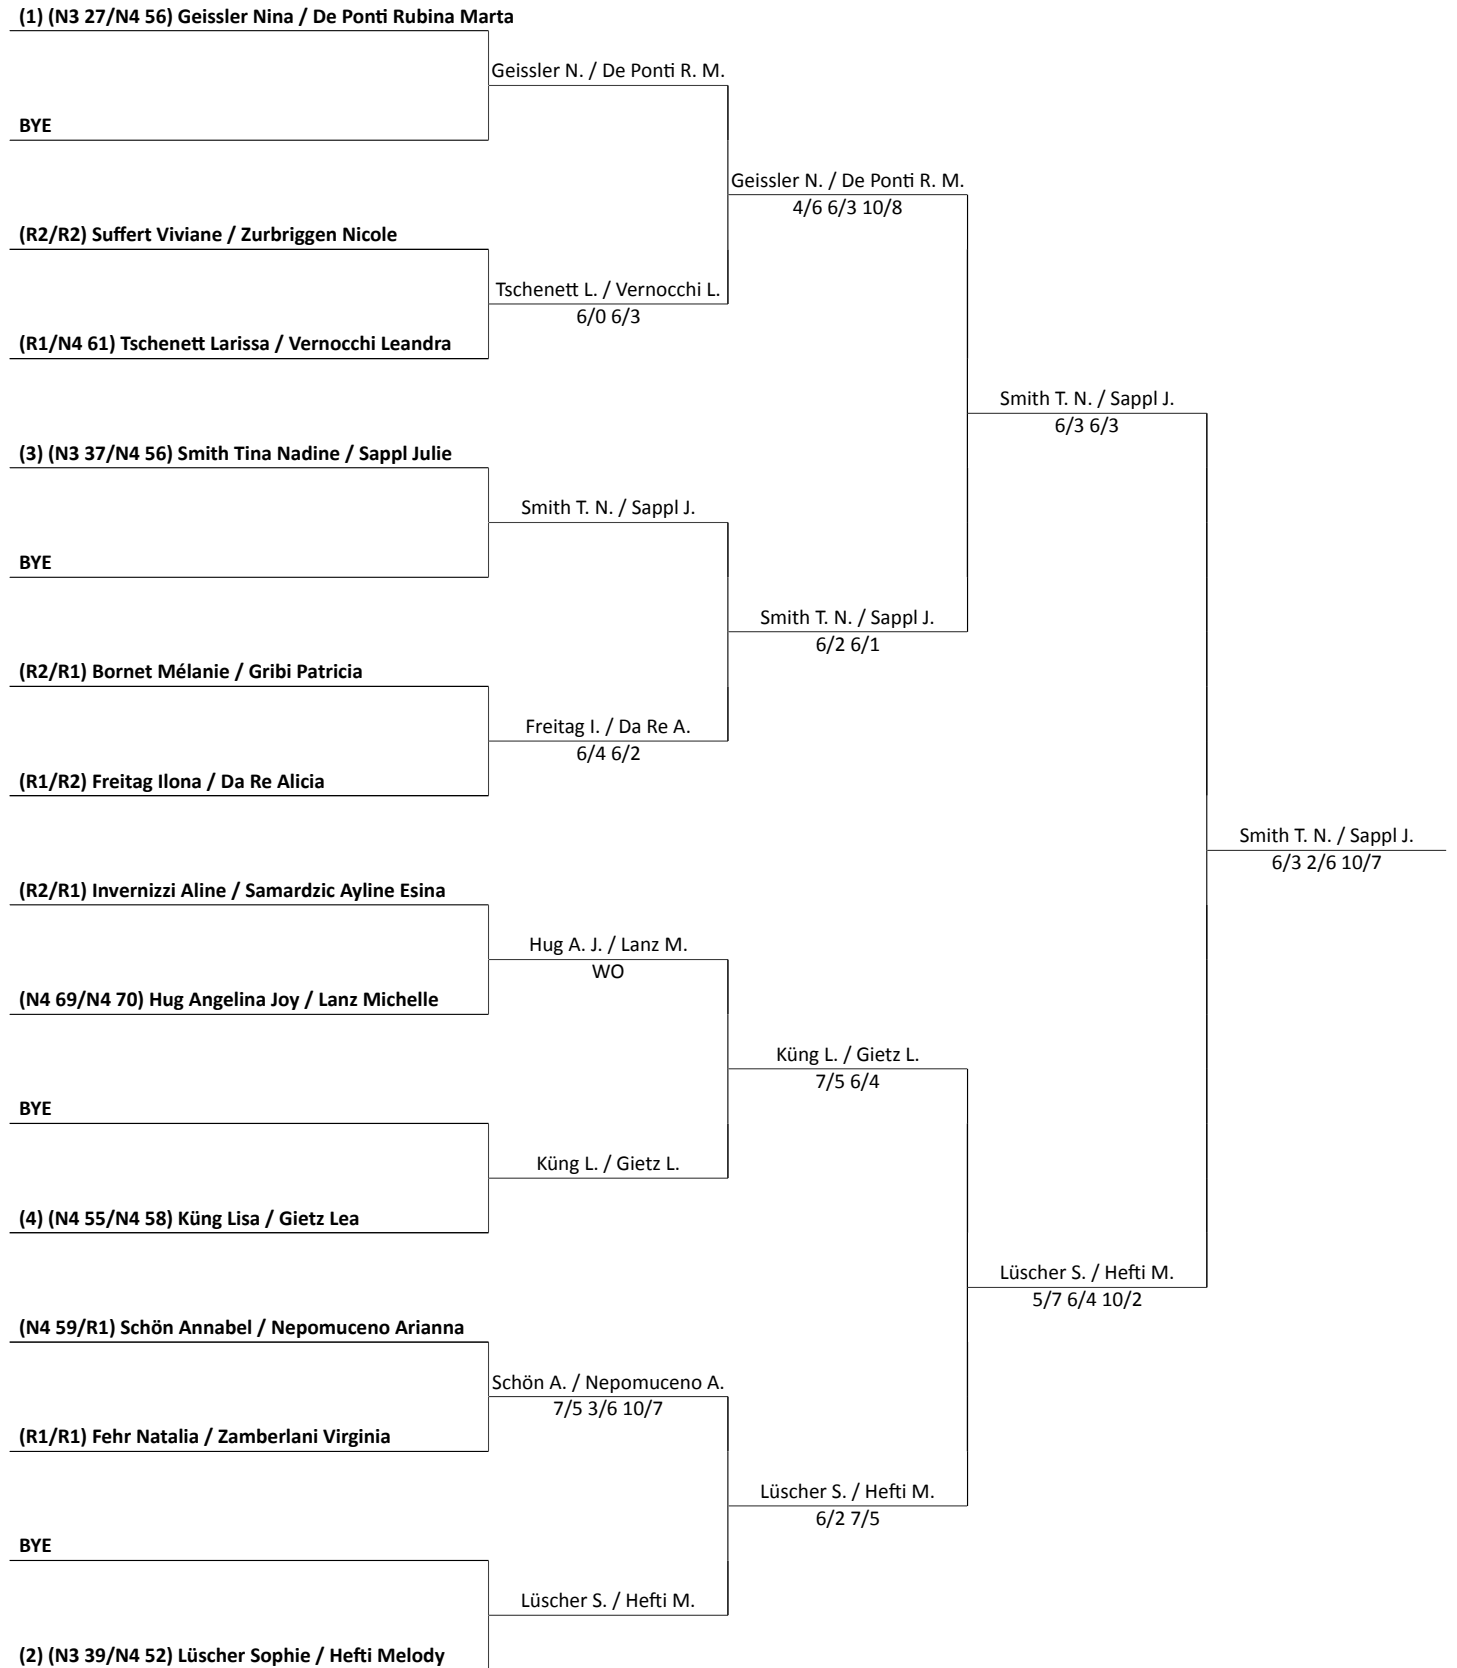 (1) (N3 27/N4 56) Geissler Nina / De Ponti Rubina Marta
Geissler N. / De Ponti R. M.
BYE
Geissler N. / De Ponti R. M.
4/6 6/3 10/8
(R2/R2) Suffert Viviane / Zurbriggen Nicole
Tschenett L. / Vernocchi L.
6/0 6/3
(R1/N4 61) Tschenett Larissa / Vernocchi Leandra
Smith T. N. / Sappl J.
6/3 6/3
(3) (N3 37/N4 56) Smith Tina Nadine / Sappl Julie
Smith T. N. / Sappl J.
BYE
Smith T. N. / Sappl J.
6/2 6/1
(R2/R1) Bornet Mélanie / Gribi Patricia
Freitag I. / Da Re A.
6/4 6/2
(R1/R2) Freitag Ilona / Da Re Alicia
Smith T. N. / Sappl J.
6/3 2/6 10/7
(R2/R1) Invernizzi Aline / Samardzic Ayline Esina
Hug A. J. / Lanz M.
WO
(N4 69/N4 70) Hug Angelina Joy / Lanz Michelle
Küng L. / Gietz L.
7/5 6/4
BYE
Küng L. / Gietz L.
(4) (N4 55/N4 58) Küng Lisa / Gietz Lea
Lüscher S. / Hefti M.
5/7 6/4 10/2
(N4 59/R1) Schön Annabel / Nepomuceno Arianna
Schön A. / Nepomuceno A.
7/5 3/6 10/7
(R1/R1) Fehr Natalia / Zamberlani Virginia
Lüscher S. / Hefti M.
6/2 7/5
BYE
Lüscher S. / Hefti M.
(2) (N3 39/N4 52) Lüscher Sophie / Hefti Melody